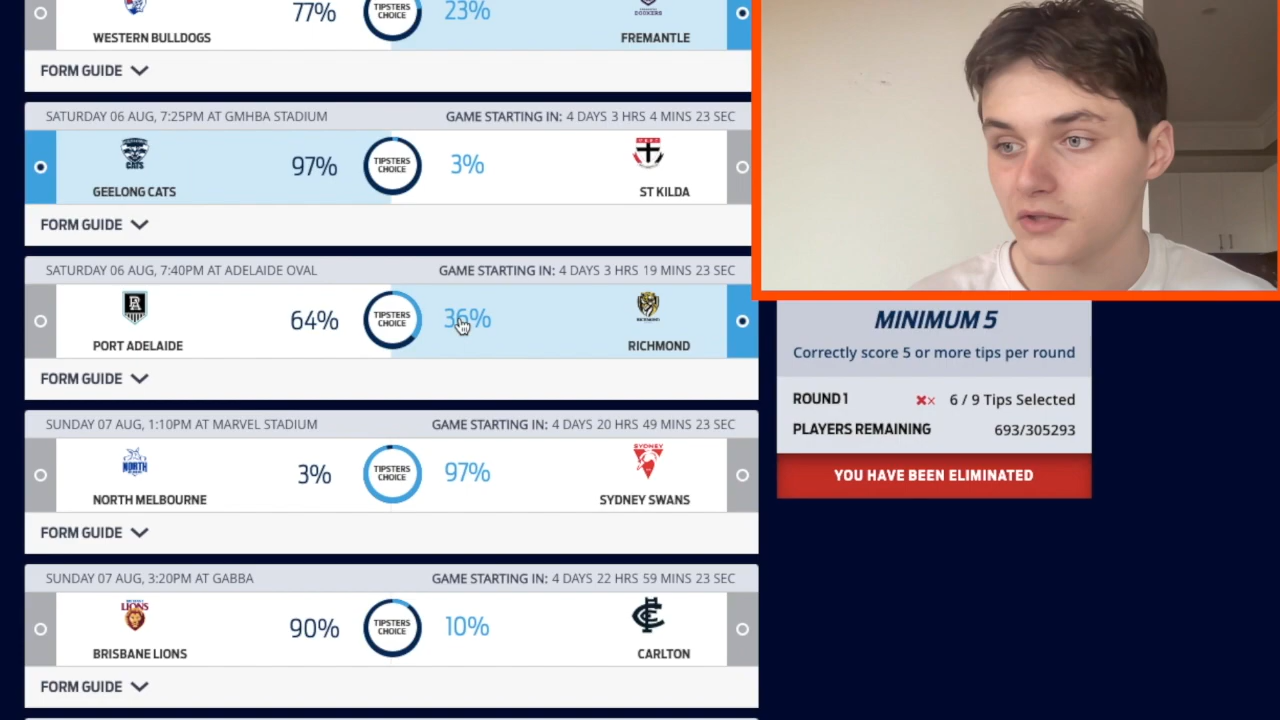 77%
TIPSTERS
CHOICE
23%
WESTERN BULLDOGS
FREMANTLE
FORM GUIDE
SATURDAY 06 AUG, 7:25PM AT GMHBA STADIUM
GAME STARTING IN: 4 DAYS 3 HRS 4 MINS 23 SEC
CATS
97%
TIPSTERS
CHOICE
3%
GEELONG CATS
ST KILDA
FORM GUIDE
SATURDAY 06 AUG, 7:40PM AT ADELAIDE OVAL
GAME STARTING IN: 4 DAYS 3 HRS 19 MINS 23 SEC
64%
TIPSTERS
CHOICE
36%
PORT ADELAIDE
RICHMOND
FORM GUIDE
SUNDAY 07 AUG, 1:10PM AT MARVEL STADIUM
GAME STARTING IN: 4 DAYS 20 HRS 49 MINS 23 SEC
NORTH
3%
TIPSTERS
CHOICE
97%
SYDNEY
NORTH MELBOURNE
SYDNEY SWANS
FORM GUIDE
SUNDAY 07 AUG, 3:20PM AT GABBA
GAME STARTING IN: 4 DAYS 22 HRS 59 MINS 23 SEC
LIONS
90%
TIPSTERS
CHOICE
10%
BRISBANE LIONS
CARLTON
FORM GUIDE
MINIMUM 5
Correctly score 5 or more tips per round
ROUND 1
6 / 9 Tips Selected
PLAYERS REMAINING
693/305293
YOU HAVE BEEN ELIMINATED